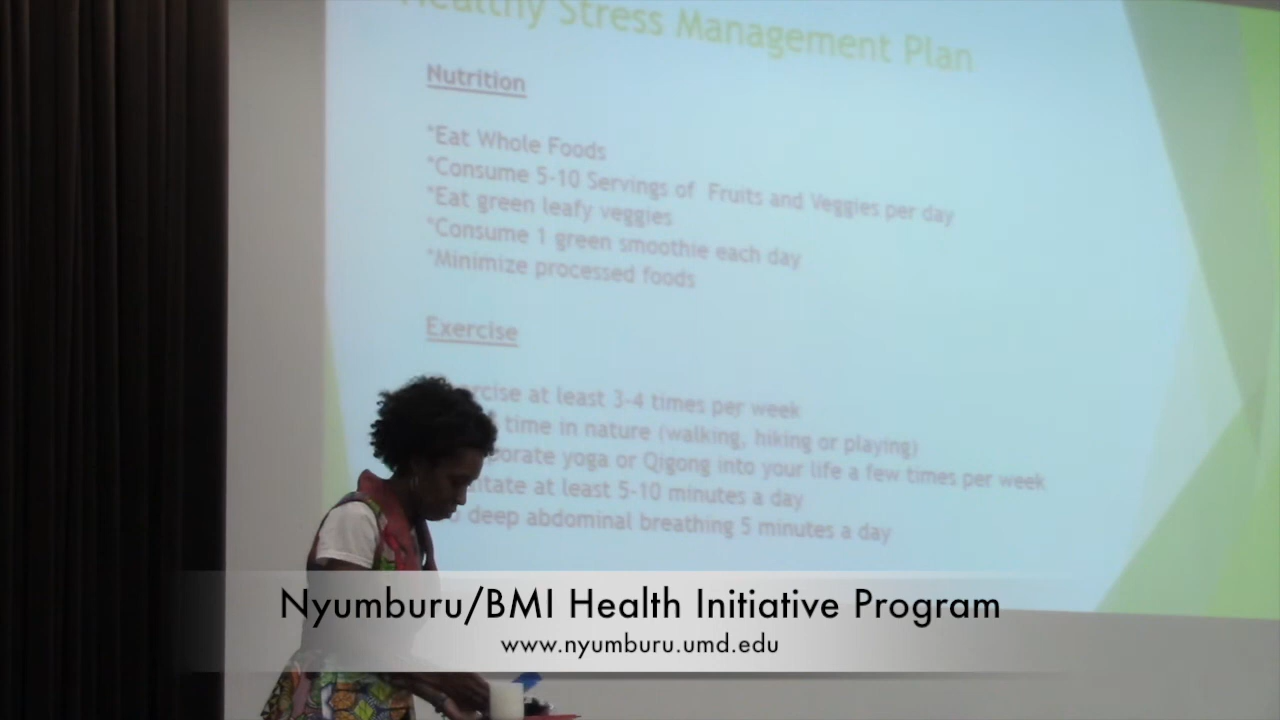 Healthy Stress Management Plan
Nutrition
*Eat Whole Foods
*Consume 5-10 Servings of Fruits and Veggies per day
*Eat green leafy veggies
*Consume 1 green smoothie each day
*Minimize processed foods
Exercise
rcise at least 3-4 times per week
time in nature (walking, hiking or playing)
porate yoga or Qigong into your life a few times per week
itate at least 5-10 minutes a day
deep abdominal breathing 5 minutes a day
Nyumburu/BMI Health Initiative Program
www.nyumburu.umd.edu